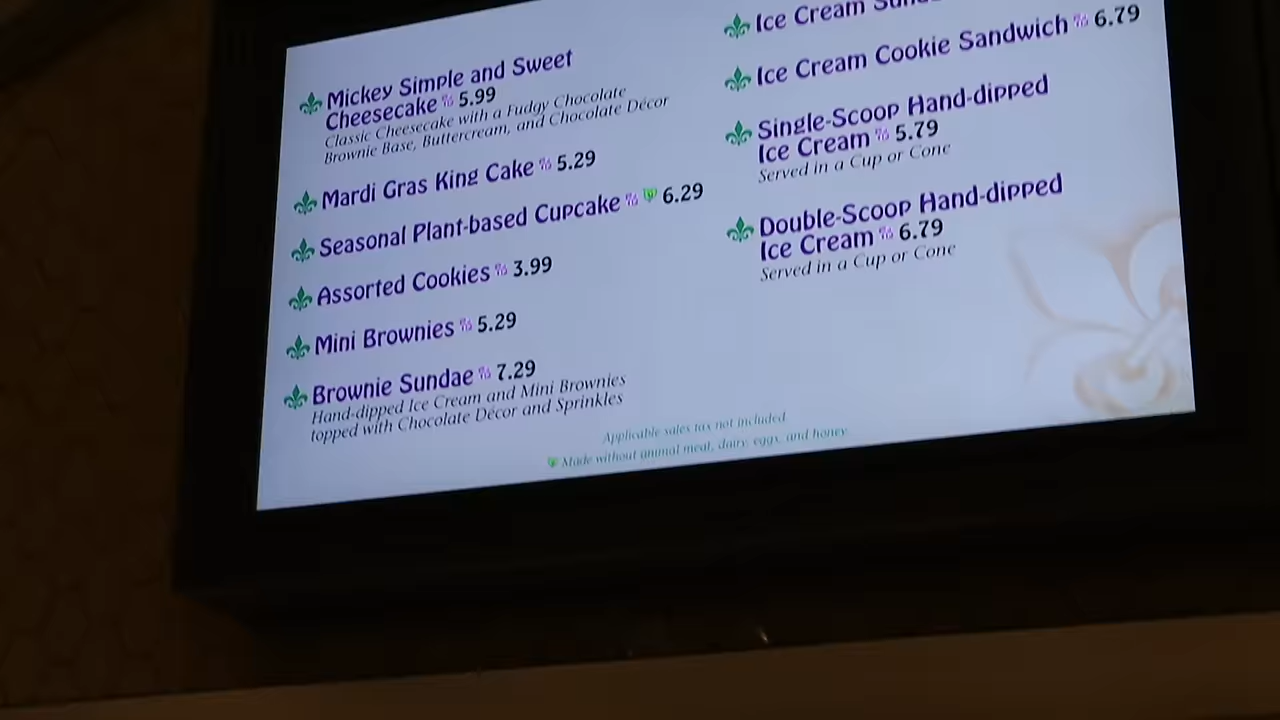 Mickey Simple and Sweet
Cheesecake 5.99
Classic Cheesecake with a Fudgy Chocolate
Brownie Base, Buttercream, and Chocolate Décor
Mardi Gras King Cake 5.29
Seasonal Plant-based Cupcake 6.29
Assorted Cookies 3.99
Mini Brownies 5.29
Brownie Sundae 7.29
Hand-dipped Ice Cream and Mini Brownies
topped with Chocolate Décor and Sprinkles
Ice Cream
Ice Cream Cookie Sandwich 6.79
Single-Scoop Hand-dipped
Ice Cream 5.79
Served in a Cup or Cone
Double-Scoop Hand-dipped
Ice Cream 6.79
Served in a Cup or Cone
Applicable sales tax not included.
Made without animal meat, dairy, eggs, and honey.